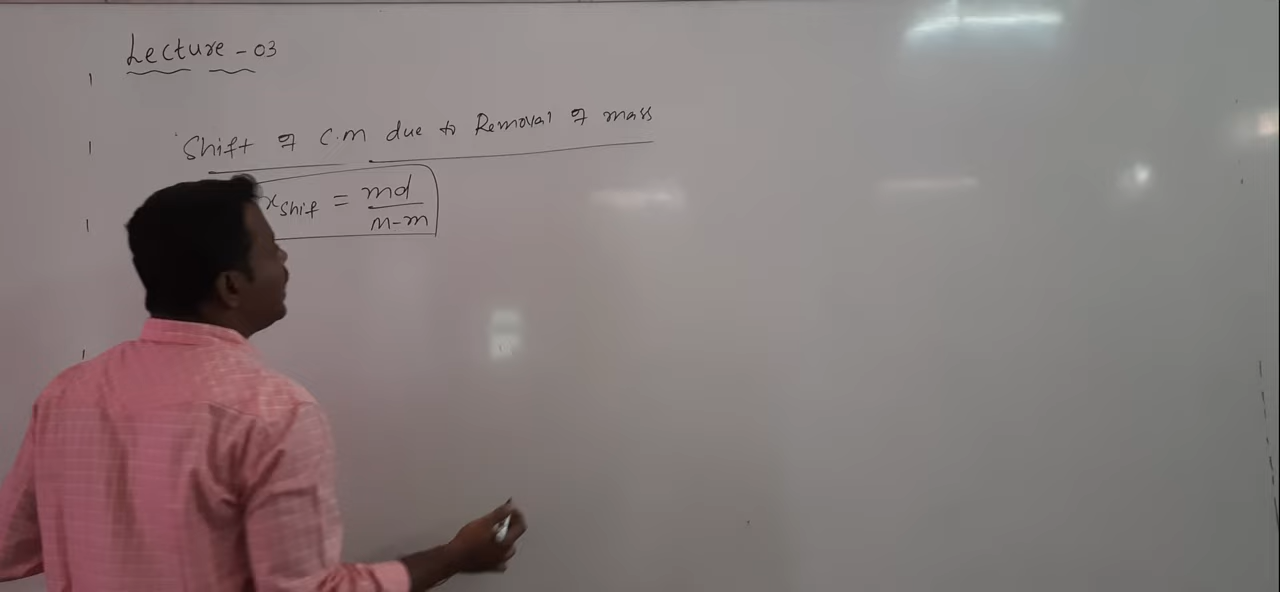 Lecture - 03
Shift of C.M due to Removal of mass
x_shift = md / M-m